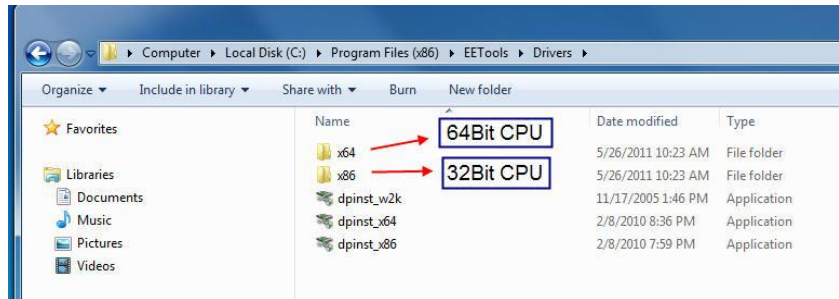 Computer Local Disk (C:) Program Files (x86) EETools Drivers
Organize Include in library Share with Burn New folder
Favorites
Libraries
Documents
Music
Pictures
Videos
Name Date modified Type
x64 64Bit CPU 5/26/2011 10:23 AM File folder
x86 32Bit CPU 5/26/2011 10:23 AM File folder
dpinst_w2k 11/17/2005 1:46 PM Application
dpinst_x64 2/8/2010 8:36 PM Application
dpinst_x86 2/8/2010 7:59 PM Application